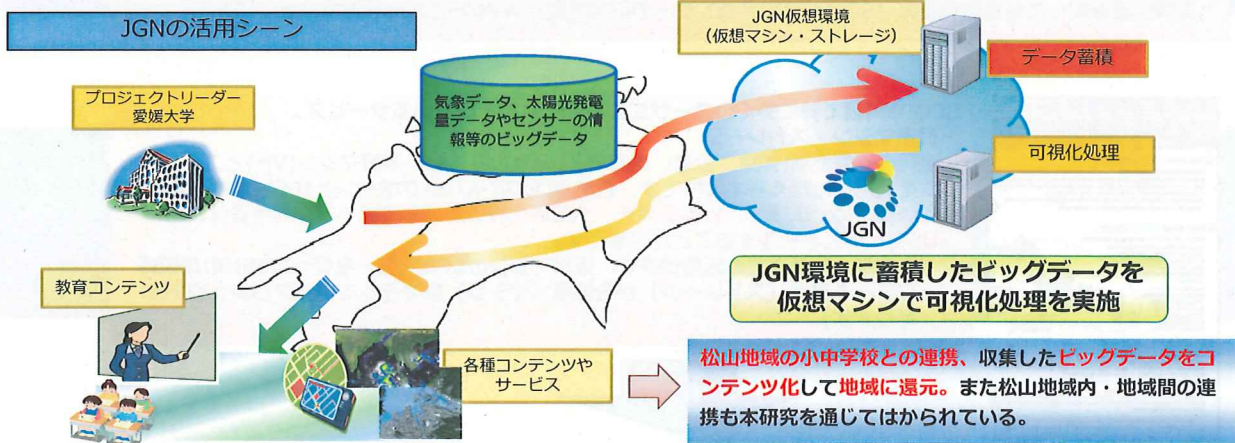 JGNの活用シーン
プロジェクトリーダー
愛媛大学
気象データ、太陽光発電
量データやセンサーの情
報等のビッグデータ
JGN仮想環境
（仮想マシン・ストレージ）
データ蓄積
可視化処理
JGN
JGN環境に蓄積したビッグデータを
仮想マシンで可視化処理を実施
教育コンテンツ
各種コンテンツや
サービス
松山地域の小中学校との連携、収集したビッグデータをコ
ンテンツ化して地域に還元。また松山地域内・地域間の連
携も本研究を通じてはかられている。